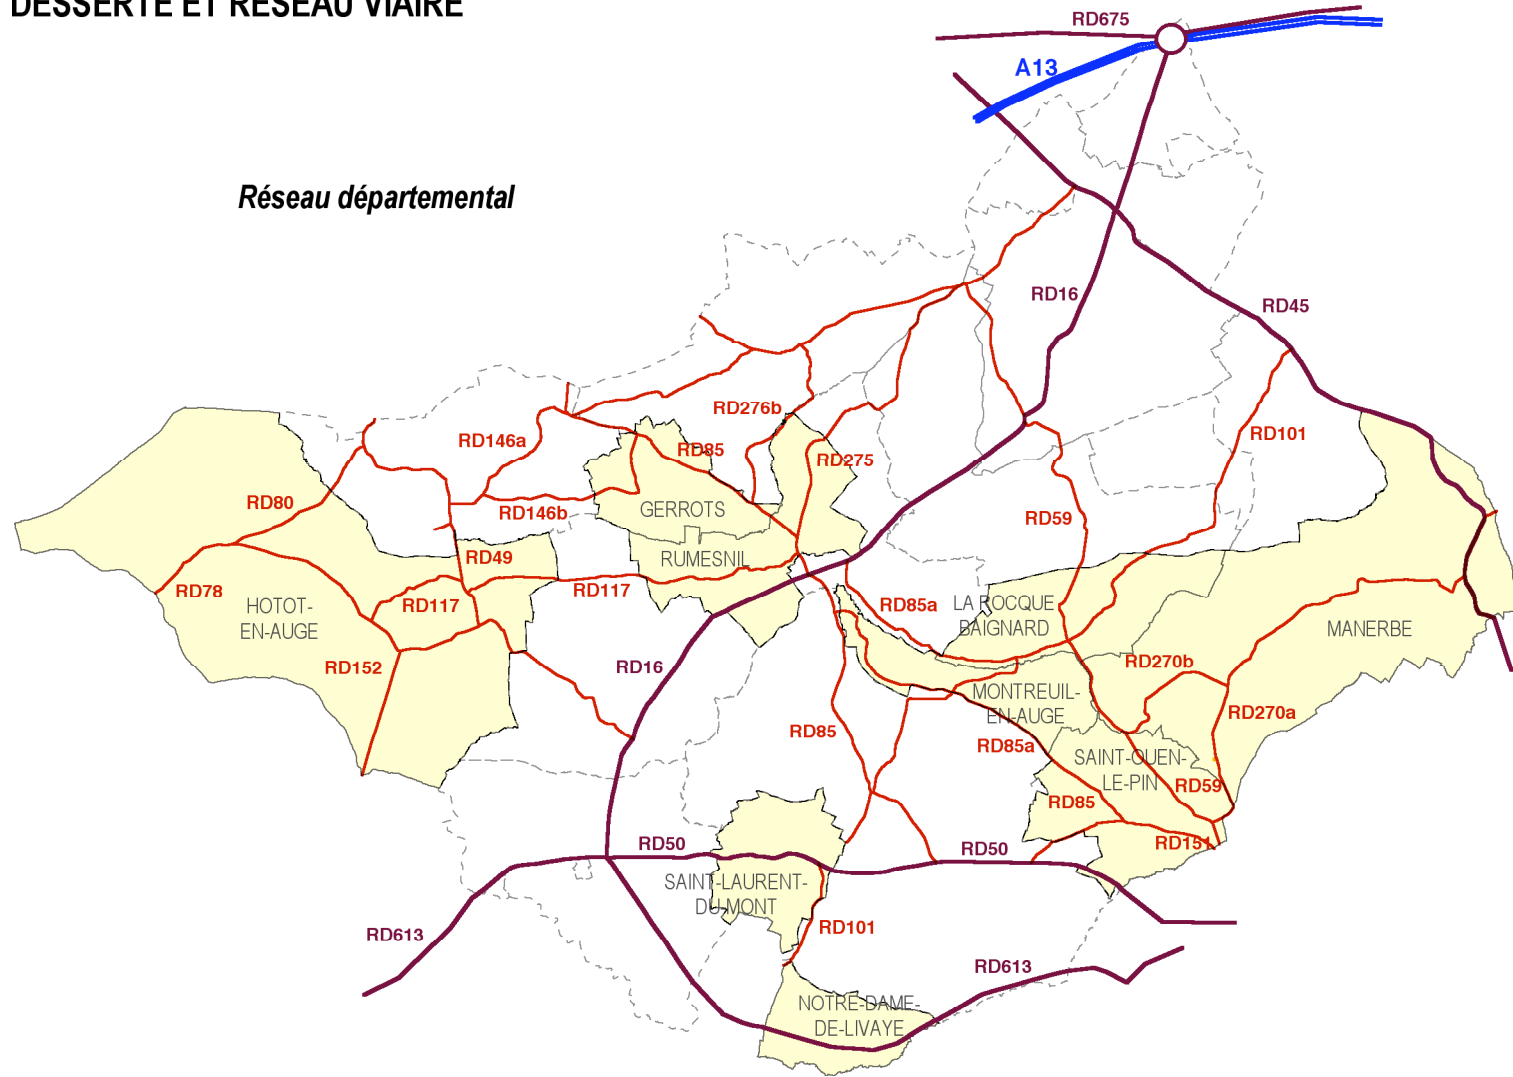 DESSERTE ET RESEAU VIAIRE
RD675
A13
Réseau départemental
RD16
RD45
RD276b
RD146a
RD85
RD275
RD101
RD80
RD146b
GERROTS
RD59
RD49
RUMESNIL
RD78
HOTOT-
EN-AUGE
RD117
RD117
RD85a
LA ROCQUE
BAIGNARD
MANERBE
RD152
RD16
RD270b
MONTREUIL-
EN-AUGE
RD270a
RD85
RD85a
SAINT-OUEN-
LE-PIN
RD59
RD85
RD50
RD50
RD151
SAINT-LAURENT-
DU-MONT
RD613
RD101
RD613
NOTRE-DAME-
DE-LIVAYE